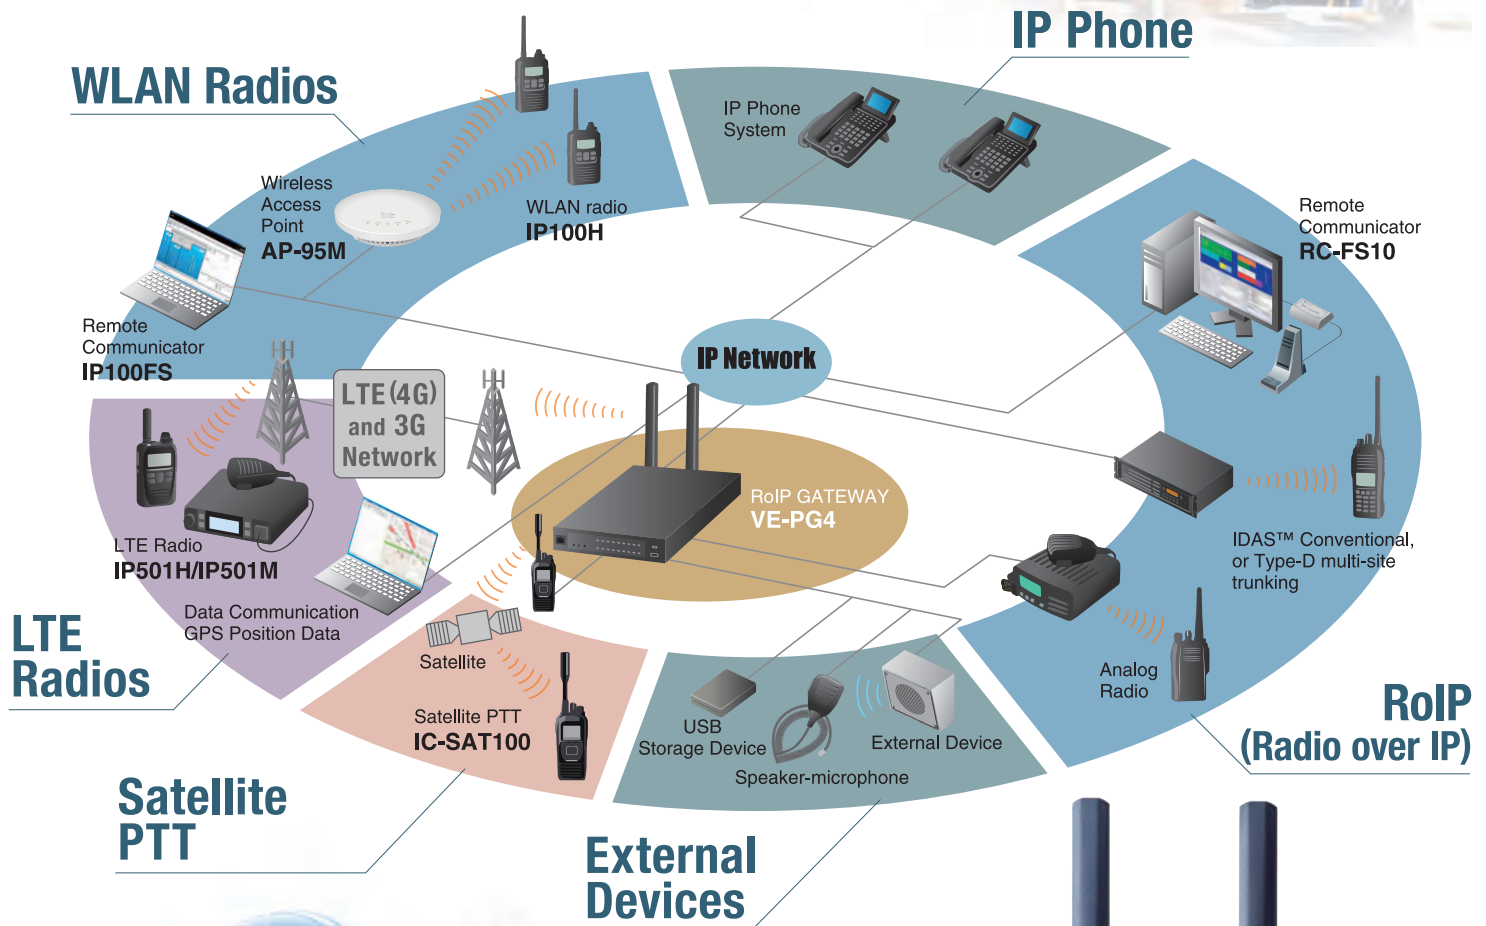 IP Phone
WLAN Radios
IP Phone
System
Wireless
Access
Point
AP-95M
WLAN radio
IP100H
Remote
Communicator
RC-FS10
Remote
Communicator
IP100FS
IP Network
LTE (4G)
and 3G
Network
RoIP GATEWAY
VE-PG4
LTE Radio
IP501H/IP501M
IDAS™ Conventional,
or Type-D multi-site
trunking
Data Communication
GPS Position Data
LTE
Radios
Satellite
Analog
Radio
Satellite PTT
IC-SAT100
USB
Storage Device
External Device
Speaker-microphone
RoIP
(Radio over IP)
Satellite
PTT
External
Devices